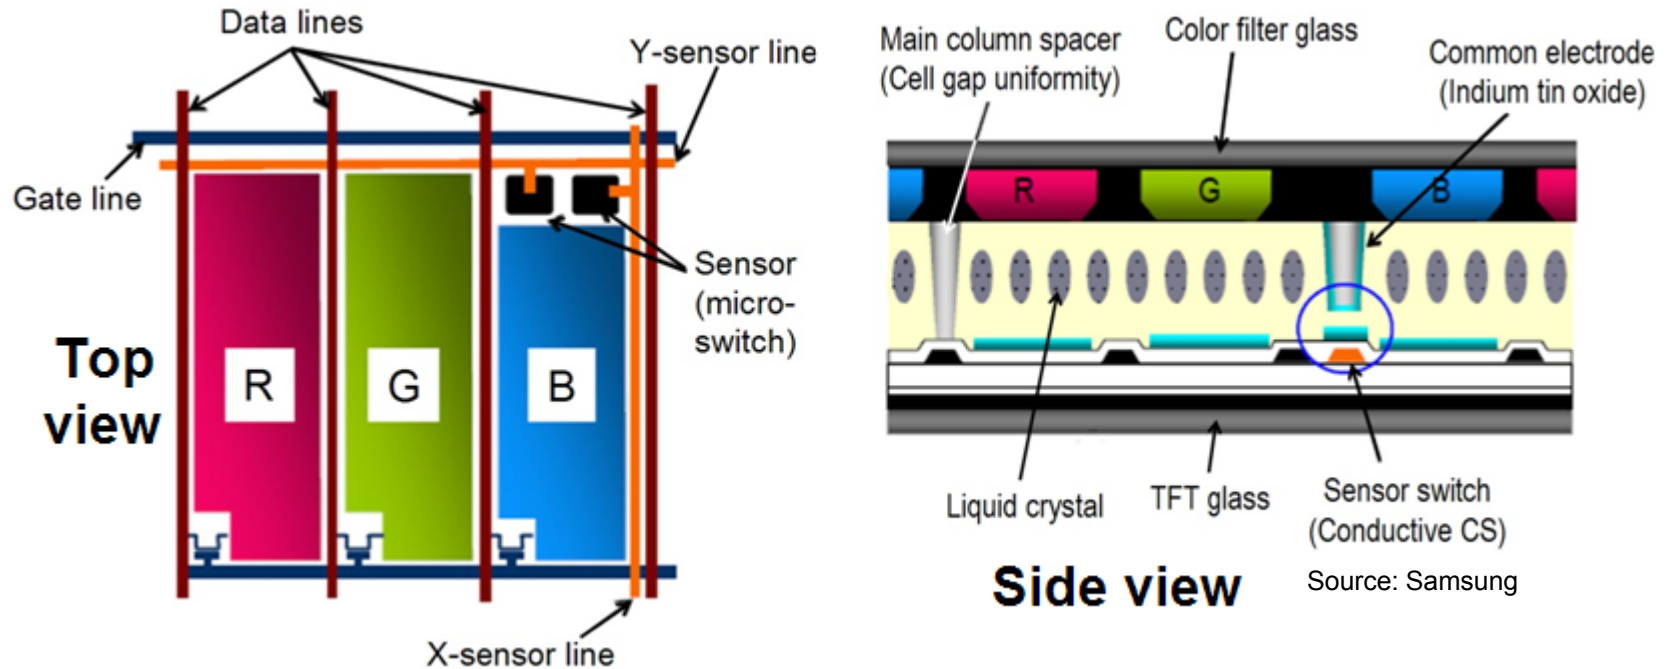 Data lines
Y-sensor line
Gate line
Sensor
(micro-
switch)
Top
view
R
G
B
X-sensor line
Main column spacer
(Cell gap uniformity)
Color filter glass
Common electrode
(Indium tin oxide)
R
G
B
Liquid crystal
TFT glass
Sensor switch
(Conductive CS)
Side view
Source: Samsung